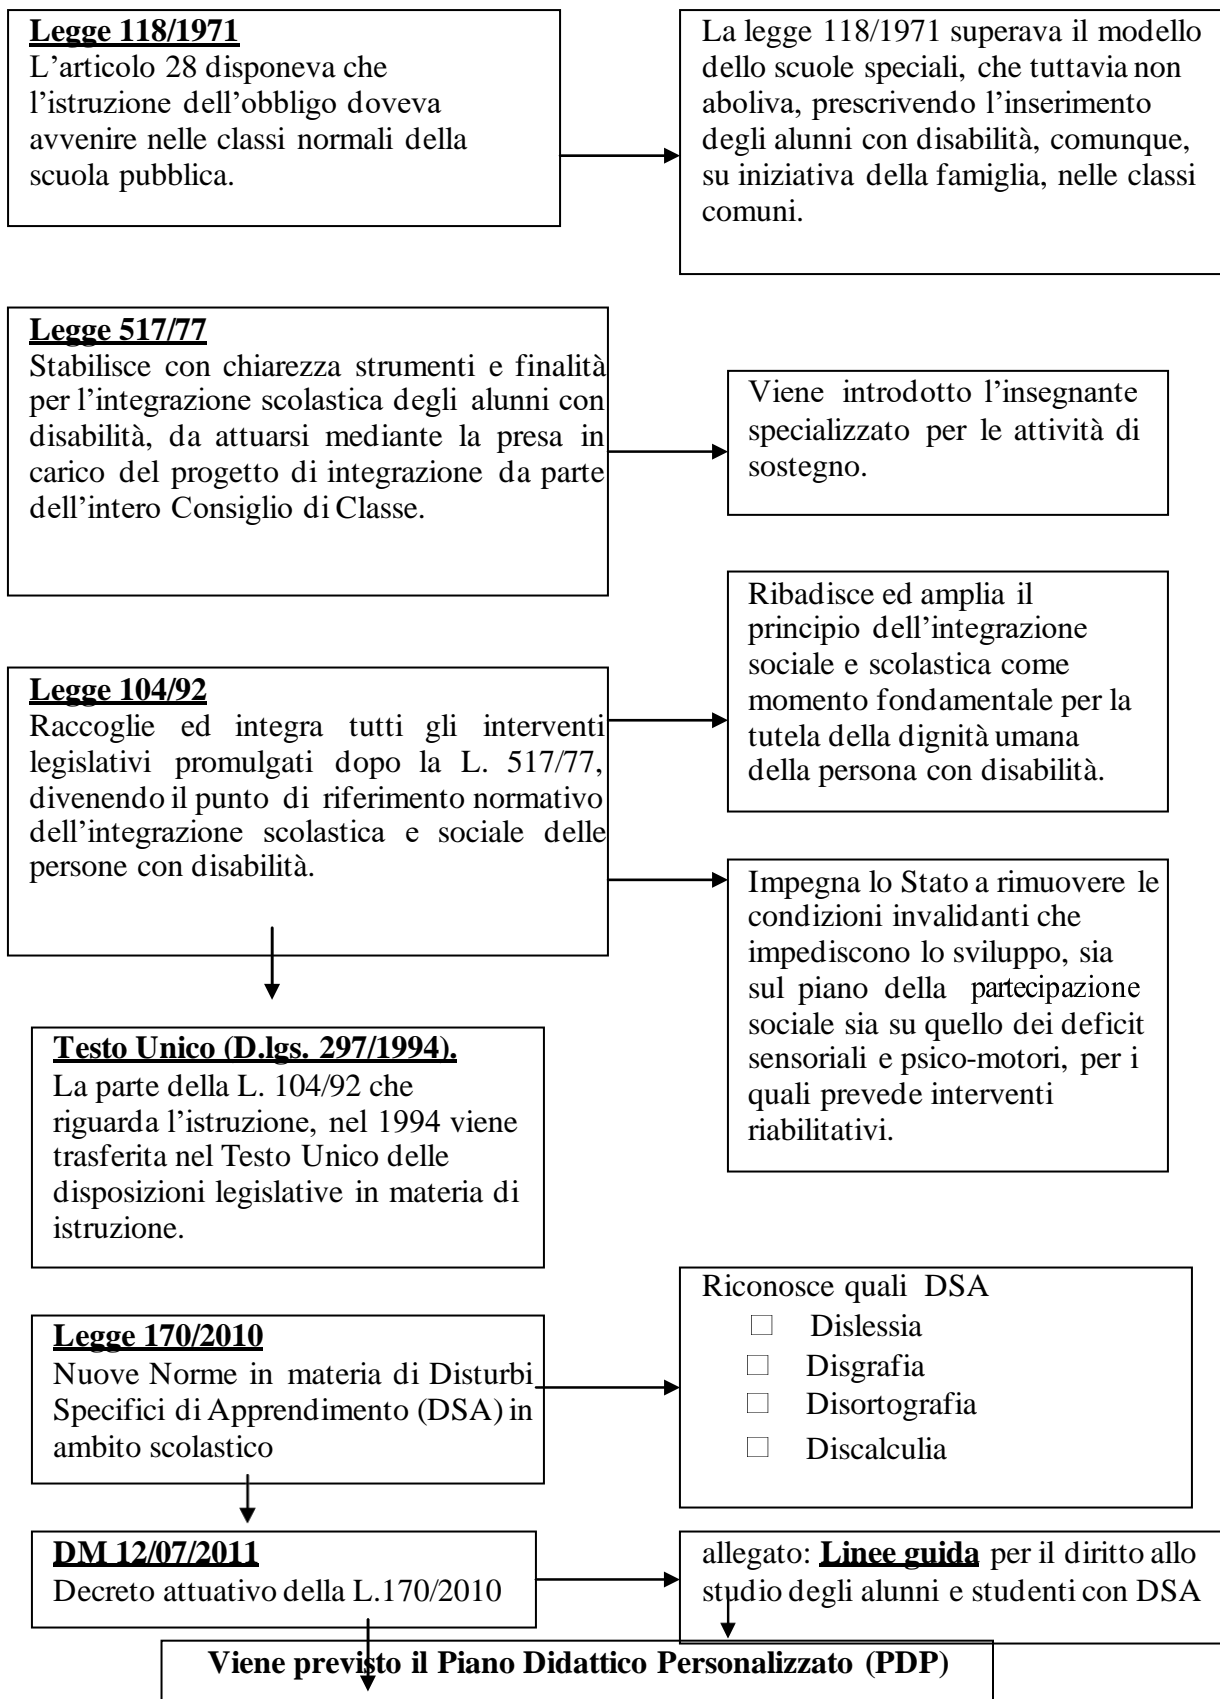 Legge 118/1971
L’articolo 28 disponeva che
l’istruzione dell’obbligo doveva
avvenire nelle classi normali della
scuola pubblica.
La legge 118/1971 superava il modello
dello scuole speciali, che tuttavia non
aboliva, prescrivendo l’inserimento
degli alunni con disabilità, comunque,
su iniziativa della famiglia, nelle classi
comuni.
Legge 517/77
Stabilisce con chiarezza strumenti e finalità
per l’integrazione scolastica degli alunni con
disabilità, da attuarsi mediante la presa in
carico del progetto di integrazione da parte
dell’intero Consiglio di Classe.
Viene introdotto l’insegnante
specializzato per le attività di
sostegno.
Legge 104/92
Raccoglie ed integra tutti gli interventi
legislativi promulgati dopo la L. 517/77,
divenendo il punto di riferimento normativo
dell’integrazione scolastica e sociale delle
persone con disabilità.
Ribadisce ed amplia il
principio dell’integrazione
sociale e scolastica come
momento fondamentale per la
tutela della dignità umana
della persona con disabilità.
Impegna lo Stato a rimuovere le
condizioni invalidanti che
impediscono lo sviluppo, sia
sul piano della partecipazione
sociale sia su quello dei deficit
sensoriali e psico-motori, per i
quali prevede interventi
riabilitativi.
Testo Unico (D.lgs. 297/1994).
La parte della L. 104/92 che
riguarda l’istruzione, nel 1994 viene
trasferita nel Testo Unico delle
disposizioni legislative in materia di
istruzione.
Legge 170/2010
Nuove Norme in materia di Disturbi
Specifici di Apprendimento (DSA) in
ambito scolastico
Riconosce quali DSA
Dislessia
Disgrafia
Disortografia
Discalculia
DM 12/07/2011
Decreto attuativo della L.170/2010
allegato: Linee guida per il diritto allo
studio degli alunni e studenti con DSA
Viene previsto il Piano Didattico Personalizzato (PDP)